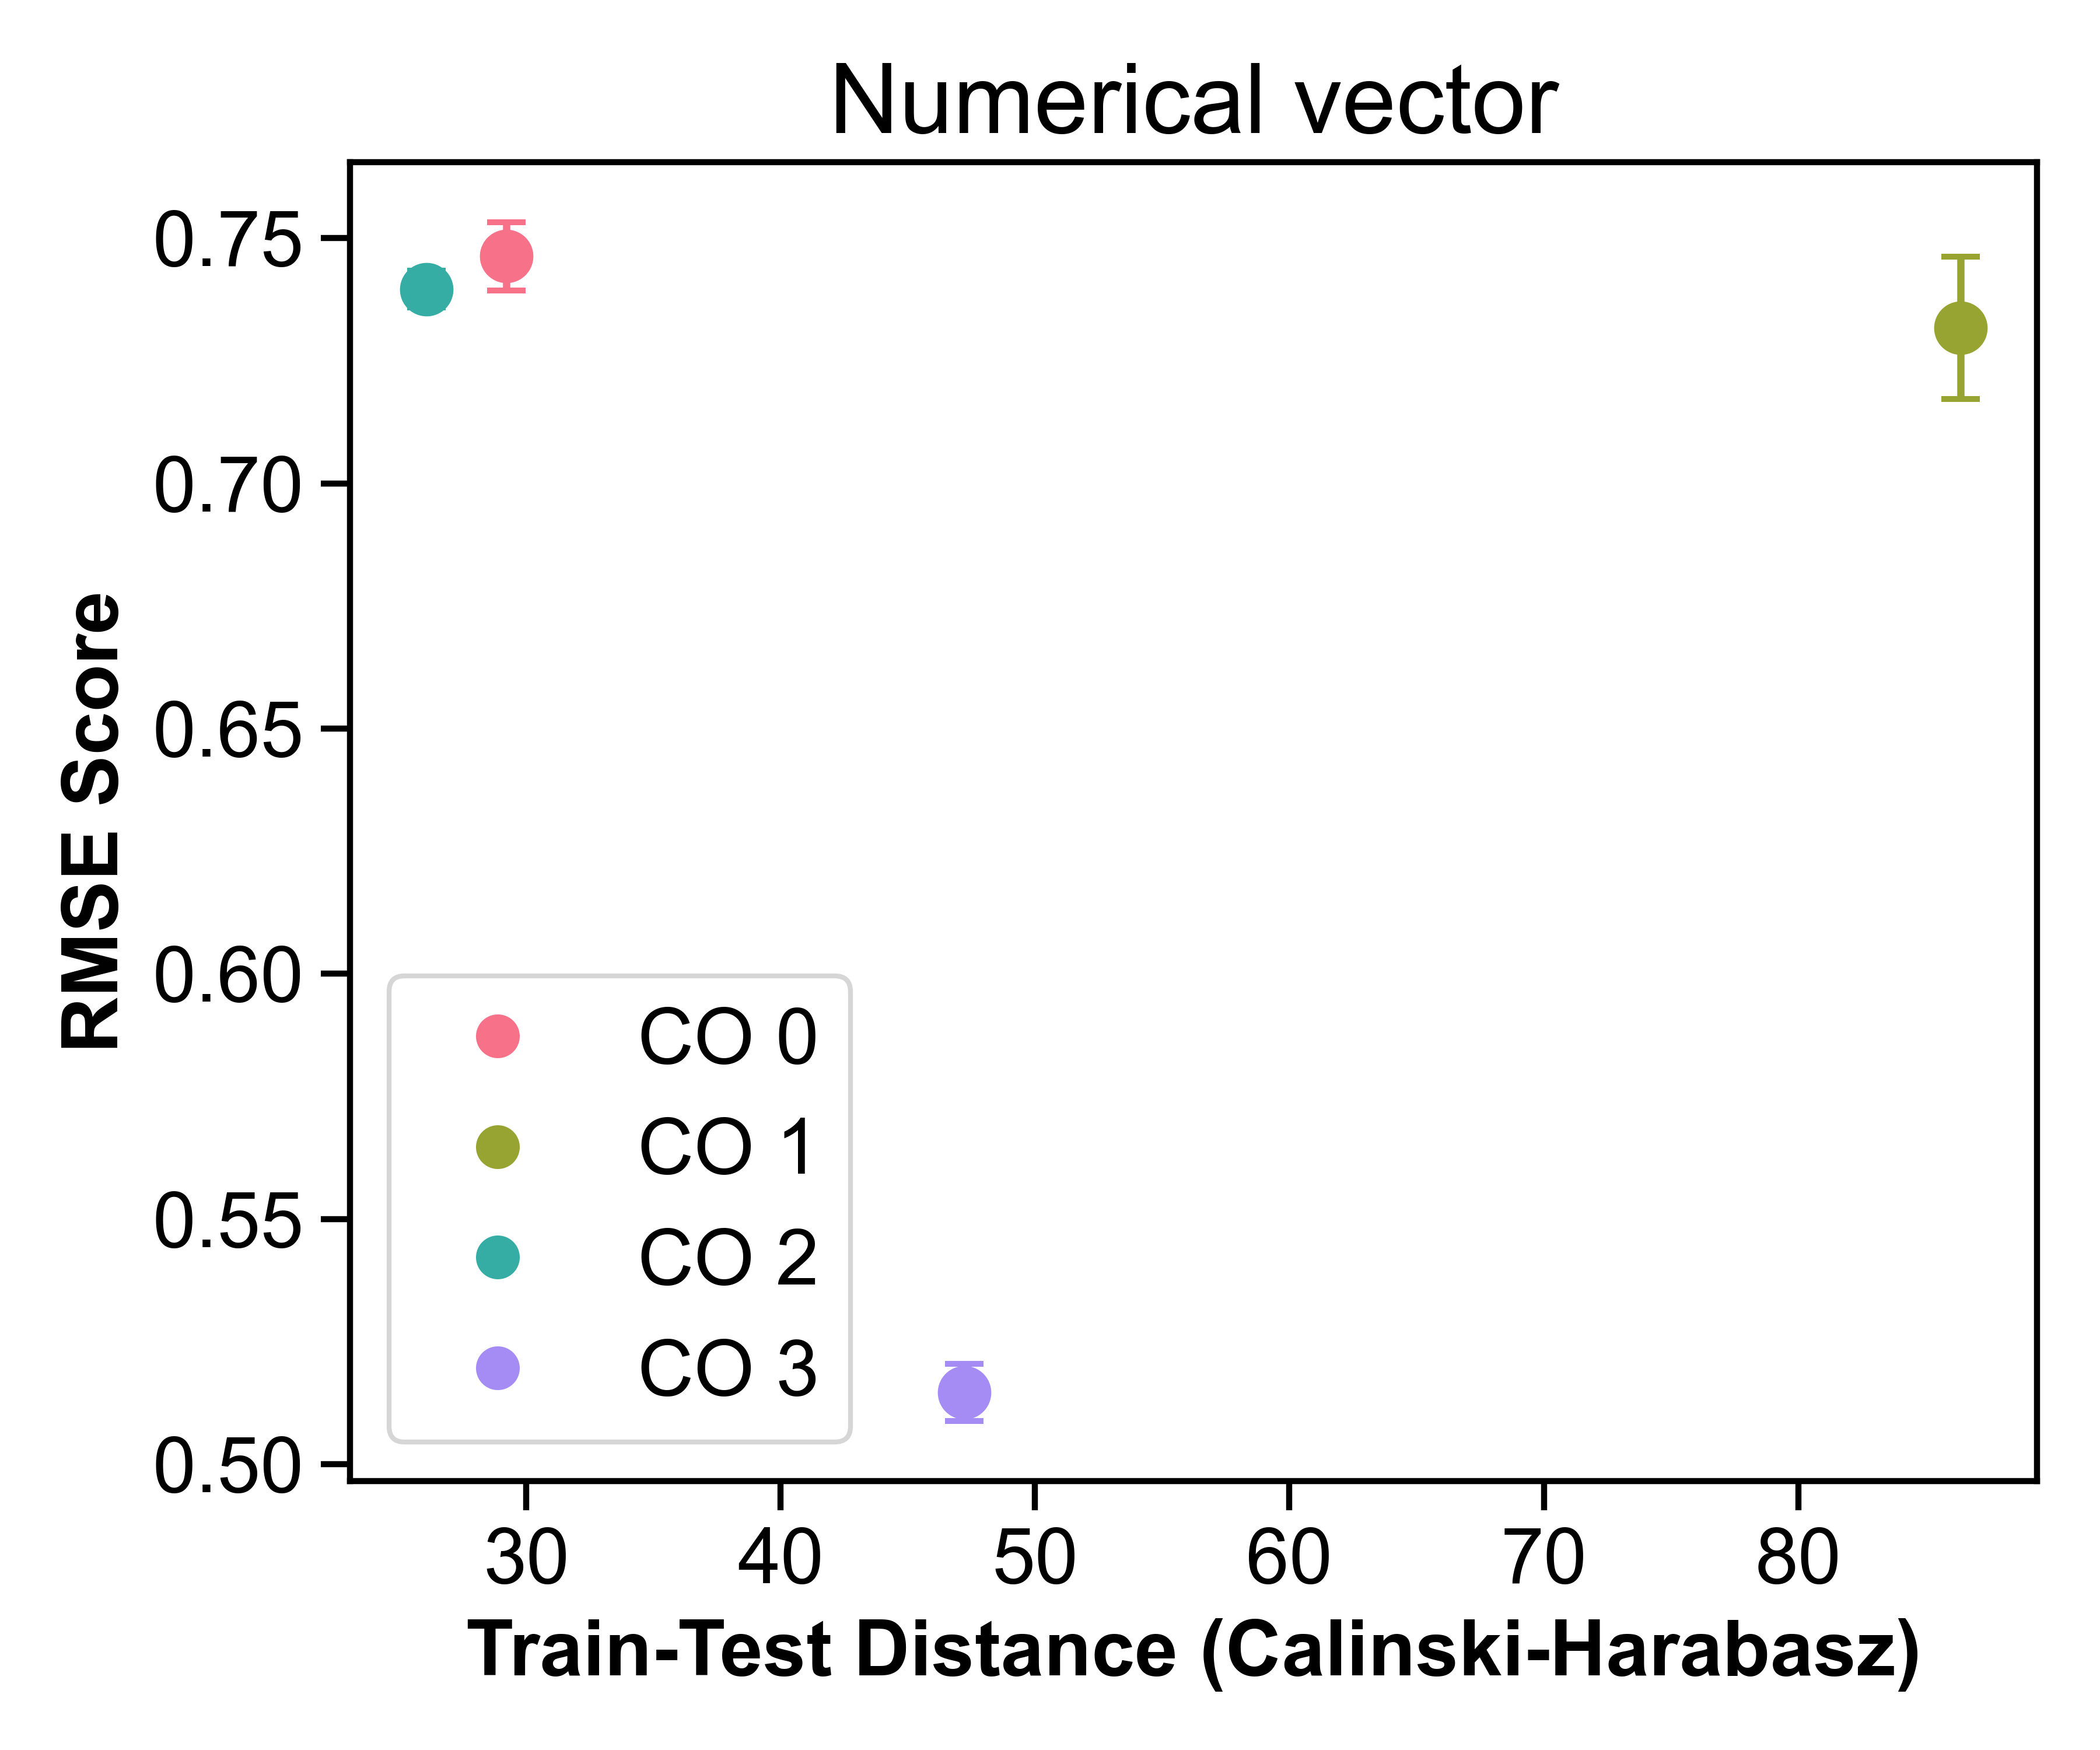 Numerical vector
RMSE Score
0.75
0.70
0.65
0.60
0.55
0.50
CO 0
CO 1
CO 2
CO 3
30 40 50 60 70 80
Train-Test Distance (Calinski-Harabasz)